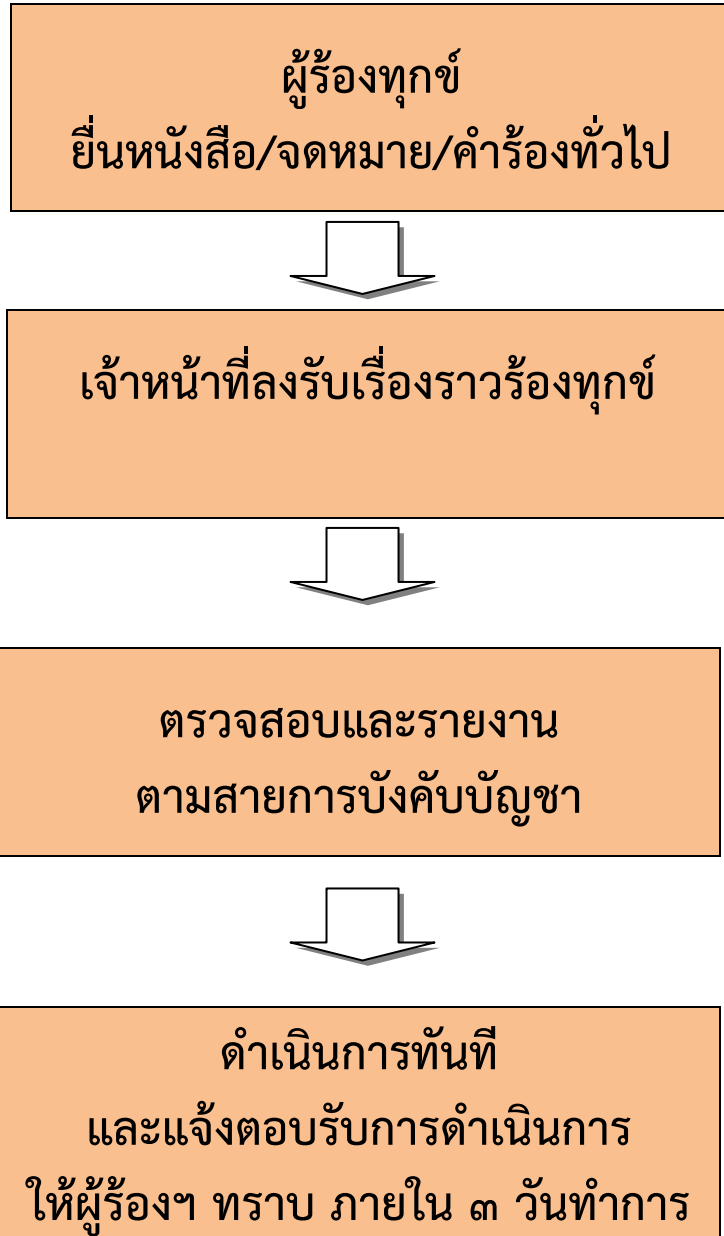 ผู้ร้องทุกข์
ยื่นหนังสือ/จดหมาย/คำร้องทั่วไป
เจ้าหน้าที่ลงรับเรื่องราวร้องทุกข์
ตรวจสอบและรายงาน
ตามสายการบังคับบัญชา
ดำเนินการทันที
และแจ้งตอบรับการดำเนินการ
ให้ผู้ร้องฯ ทราบ ภายใน ๓ วันทำการ